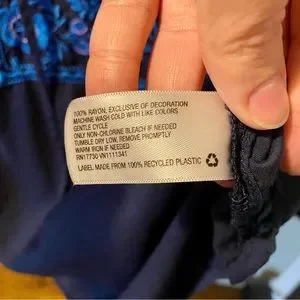 100% RAYON, EXCLUSIVE OF DECORATION
MACHINE WASH COLD WITH LIKE COLORS
GENTLE CYCLE
ONLY NON-CHLORINE BLEACH IF NEEDED
TUMBLE DRY LOW, REMOVE PROMPTLY
WARM IRON IF NEEDED
RN17730 VN1111341
LABEL MADE FROM 100% RECYCLED PLASTIC